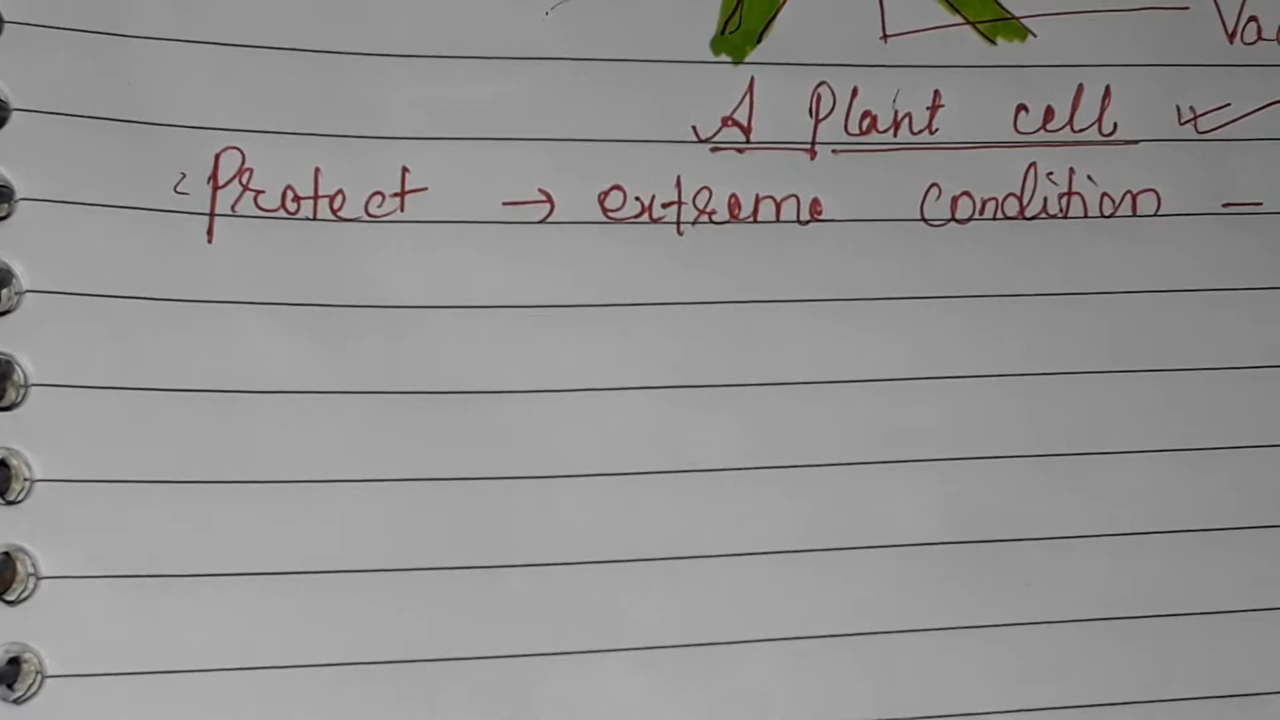 A Plant cell
Protect → extreme condition –